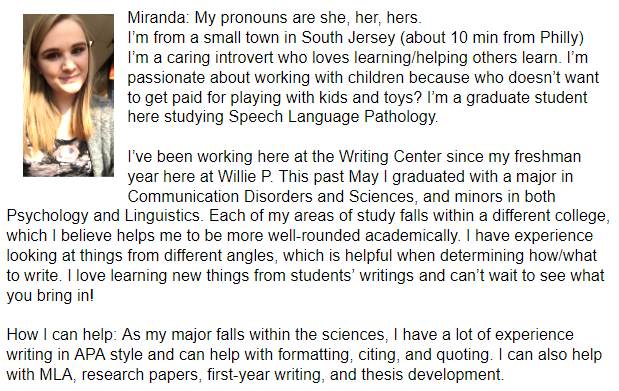 Miranda: My pronouns are she, her, hers.
I’m from a small town in South Jersey (about 10 min from Philly)
I’m a caring introvert who loves learning/helping others learn. I’m
passionate about working with children because who doesn’t want
to get paid for playing with kids and toys? I’m a graduate student
here studying Speech Language Pathology.
I’ve been working here at the Writing Center since my freshman
year here at Willie P. This past May I graduated with a major in
Communication Disorders and Sciences, and minors in both
Psychology and Linguistics. Each of my areas of study falls within a different college,
which I believe helps me to be more well-rounded academically. I have experience
looking at things from different angles, which is helpful when determining how/what
to write. I love learning new things from students’ writings and can’t wait to see what
you bring in!
How I can help: As my major falls within the sciences, I have a lot of experience
writing in APA style and can help with formatting, citing, and quoting. I can also help
with MLA, research papers, first-year writing, and thesis development.